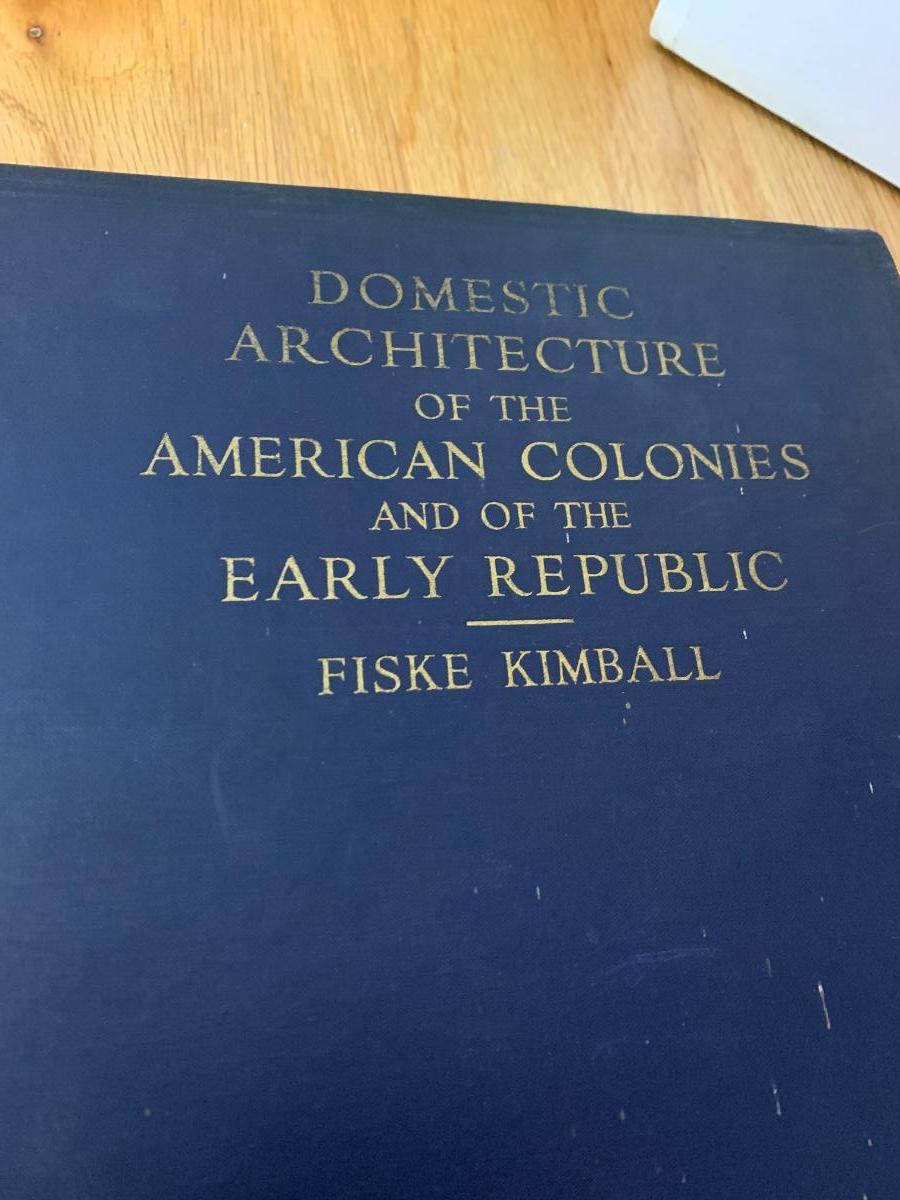 DOMESTIC
ARCHITECTURE
OF THE
AMERICAN COLONIES
AND OF THE
EARLY REPUBLIC
FISKE KIMBALL